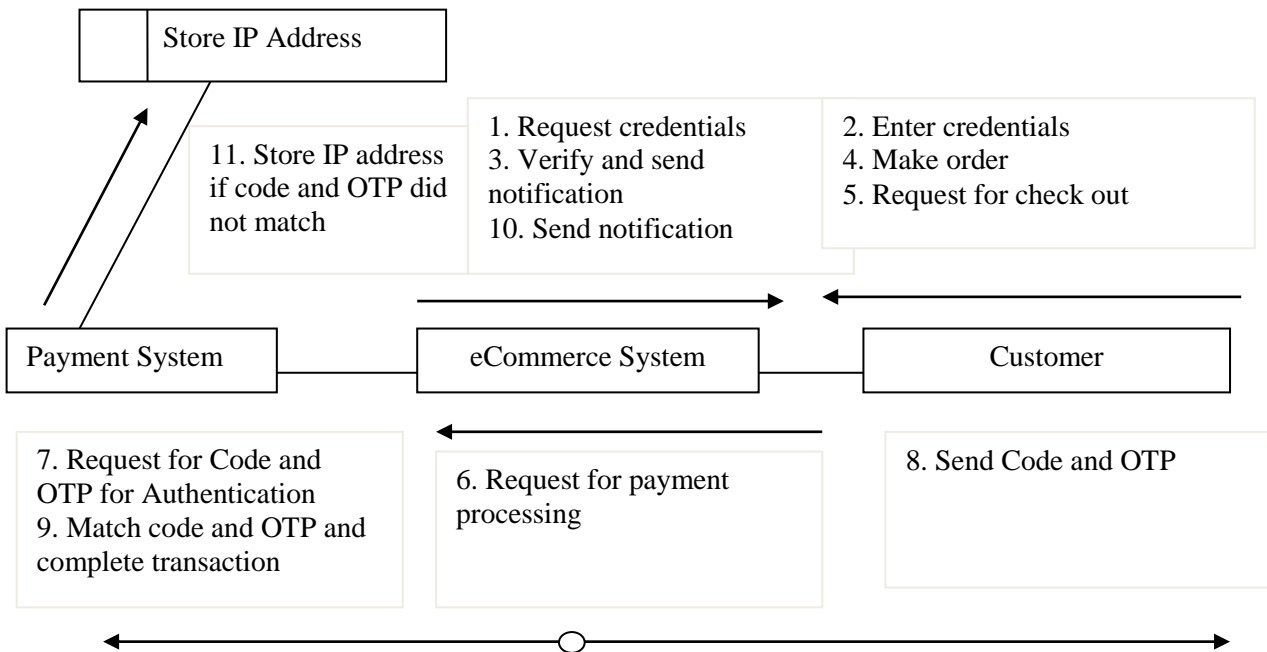 Store IP Address
11. Store IP address
if code and OTP did
not match
1. Request credentials
3. Verify and send
notification
10. Send notification
2. Enter credentials
4. Make order
5. Request for check out
Payment System
eCommerce System
Customer
7. Request for Code and
OTP for Authentication
9. Match code and OTP and
complete transaction
6. Request for payment
processing
8. Send Code and OTP